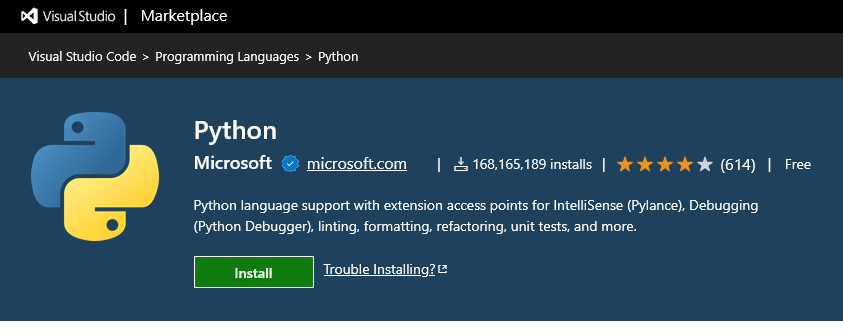 Visual Studio | Marketplace
Visual Studio Code > Programming Languages > Python
Python
Microsoft microsoft.com | 168,165,189 installs | (614) | Free
Python language support with extension access points for IntelliSense (Pylance), Debugging
(Python Debugger), linting, formatting, refactoring, unit tests, and more.
Install Trouble Installing?